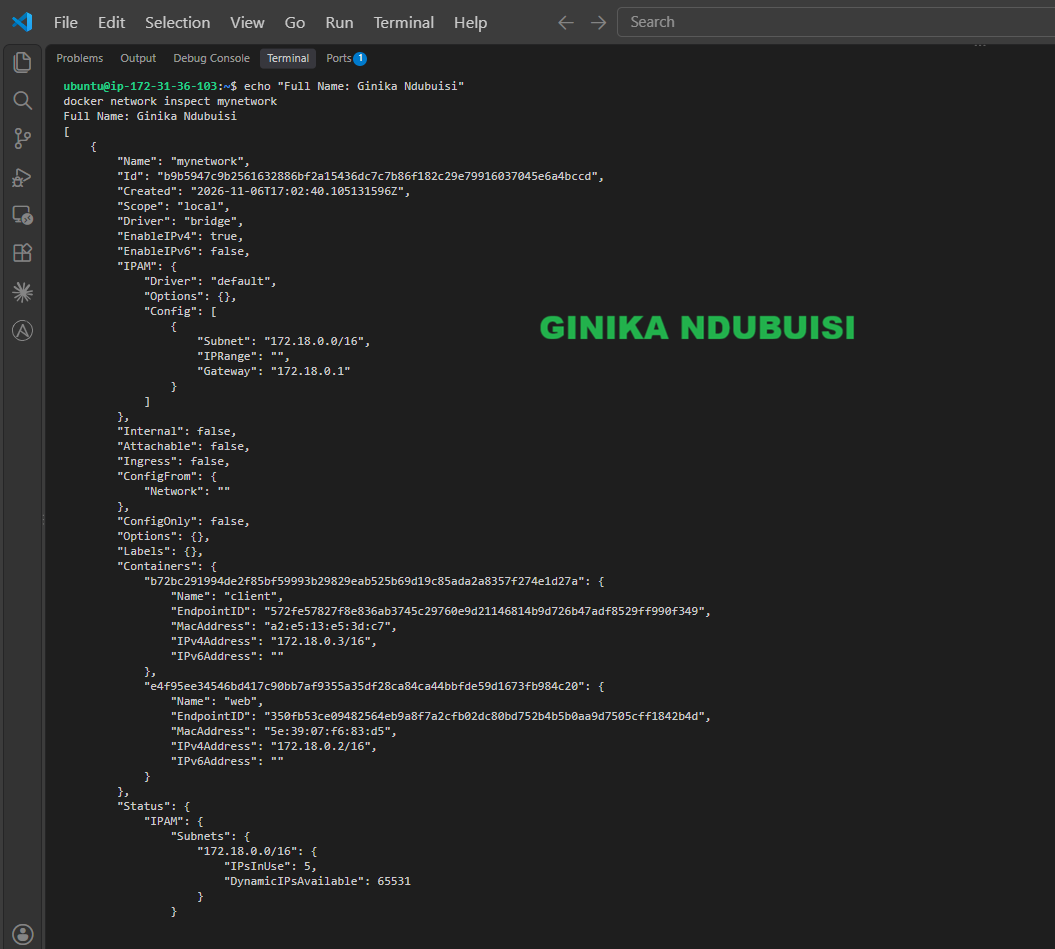 File Edit Selection View Go Run Terminal Help Search
Problems Output Debug Console Terminal Ports 1
ubuntu@ip-172-31-36-103:~$ echo "Full Name: Ginika Ndubuisi"
docker network inspect mynetwork
Full Name: Ginika Ndubuisi
[
    {
        "Name": "mynetwork",
        "Id": "b9b5947c9b2561632886bf2a15436dc7c7b86f182c29e79916037045e6a4bccd",
        "Created": "2026-11-06T17:02:40.105131596Z",
        "Scope": "local",
        "Driver": "bridge",
        "EnableIPv4": true,
        "EnableIPv6": false,
        "IPAM": {
            "Driver": "default",
            "Options": {},
            "Config": [
                {
                    "Subnet": "172.18.0.0/16",
                    "IPRange": "",
                    "Gateway": "172.18.0.1"
                }
            ]
        },
        "Internal": false,
        "Attachable": false,
        "Ingress": false,
        "ConfigFrom": {
            "Network": ""
        },
        "ConfigOnly": false,
        "Options": {},
        "Labels": {},
        "Containers": {
            "b72bc291994de2f85bf59993b29829eab525b69d19c85ada2a8357f274e1d27a": {
                "Name": "client",
                "EndpointID": "572fe57827f8e836ab3745c29760e9d21146814b9d726b47adf8529ff990f349",
                "MacAddress": "a2:e5:13:e5:3d:c7",
                "IPv4Address": "172.18.0.3/16",
                "IPv6Address": ""
            },
            "e4f95ee34546bd417c90bb7af9355a35df28ca84ca44bbfde59d1673fb984c20": {
                "Name": "web",
                "EndpointID": "350fb53ce09482564eb9a8f7a2cfb02dc80bd752b4b5b0aa9d7505cff1842b4d",
                "MacAddress": "5e:39:07:f6:83:d5",
                "IPv4Address": "172.18.0.2/16",
                "IPv6Address": ""
            }
        },
        "Status": {
            "IPAM": {
                "Subnets": {
                    "172.18.0.0/16": {
                        "IPsInUse": 5,
                        "DynamicIPsAvailable": 65531
                    }
                }
GINIKA NDUBUISI